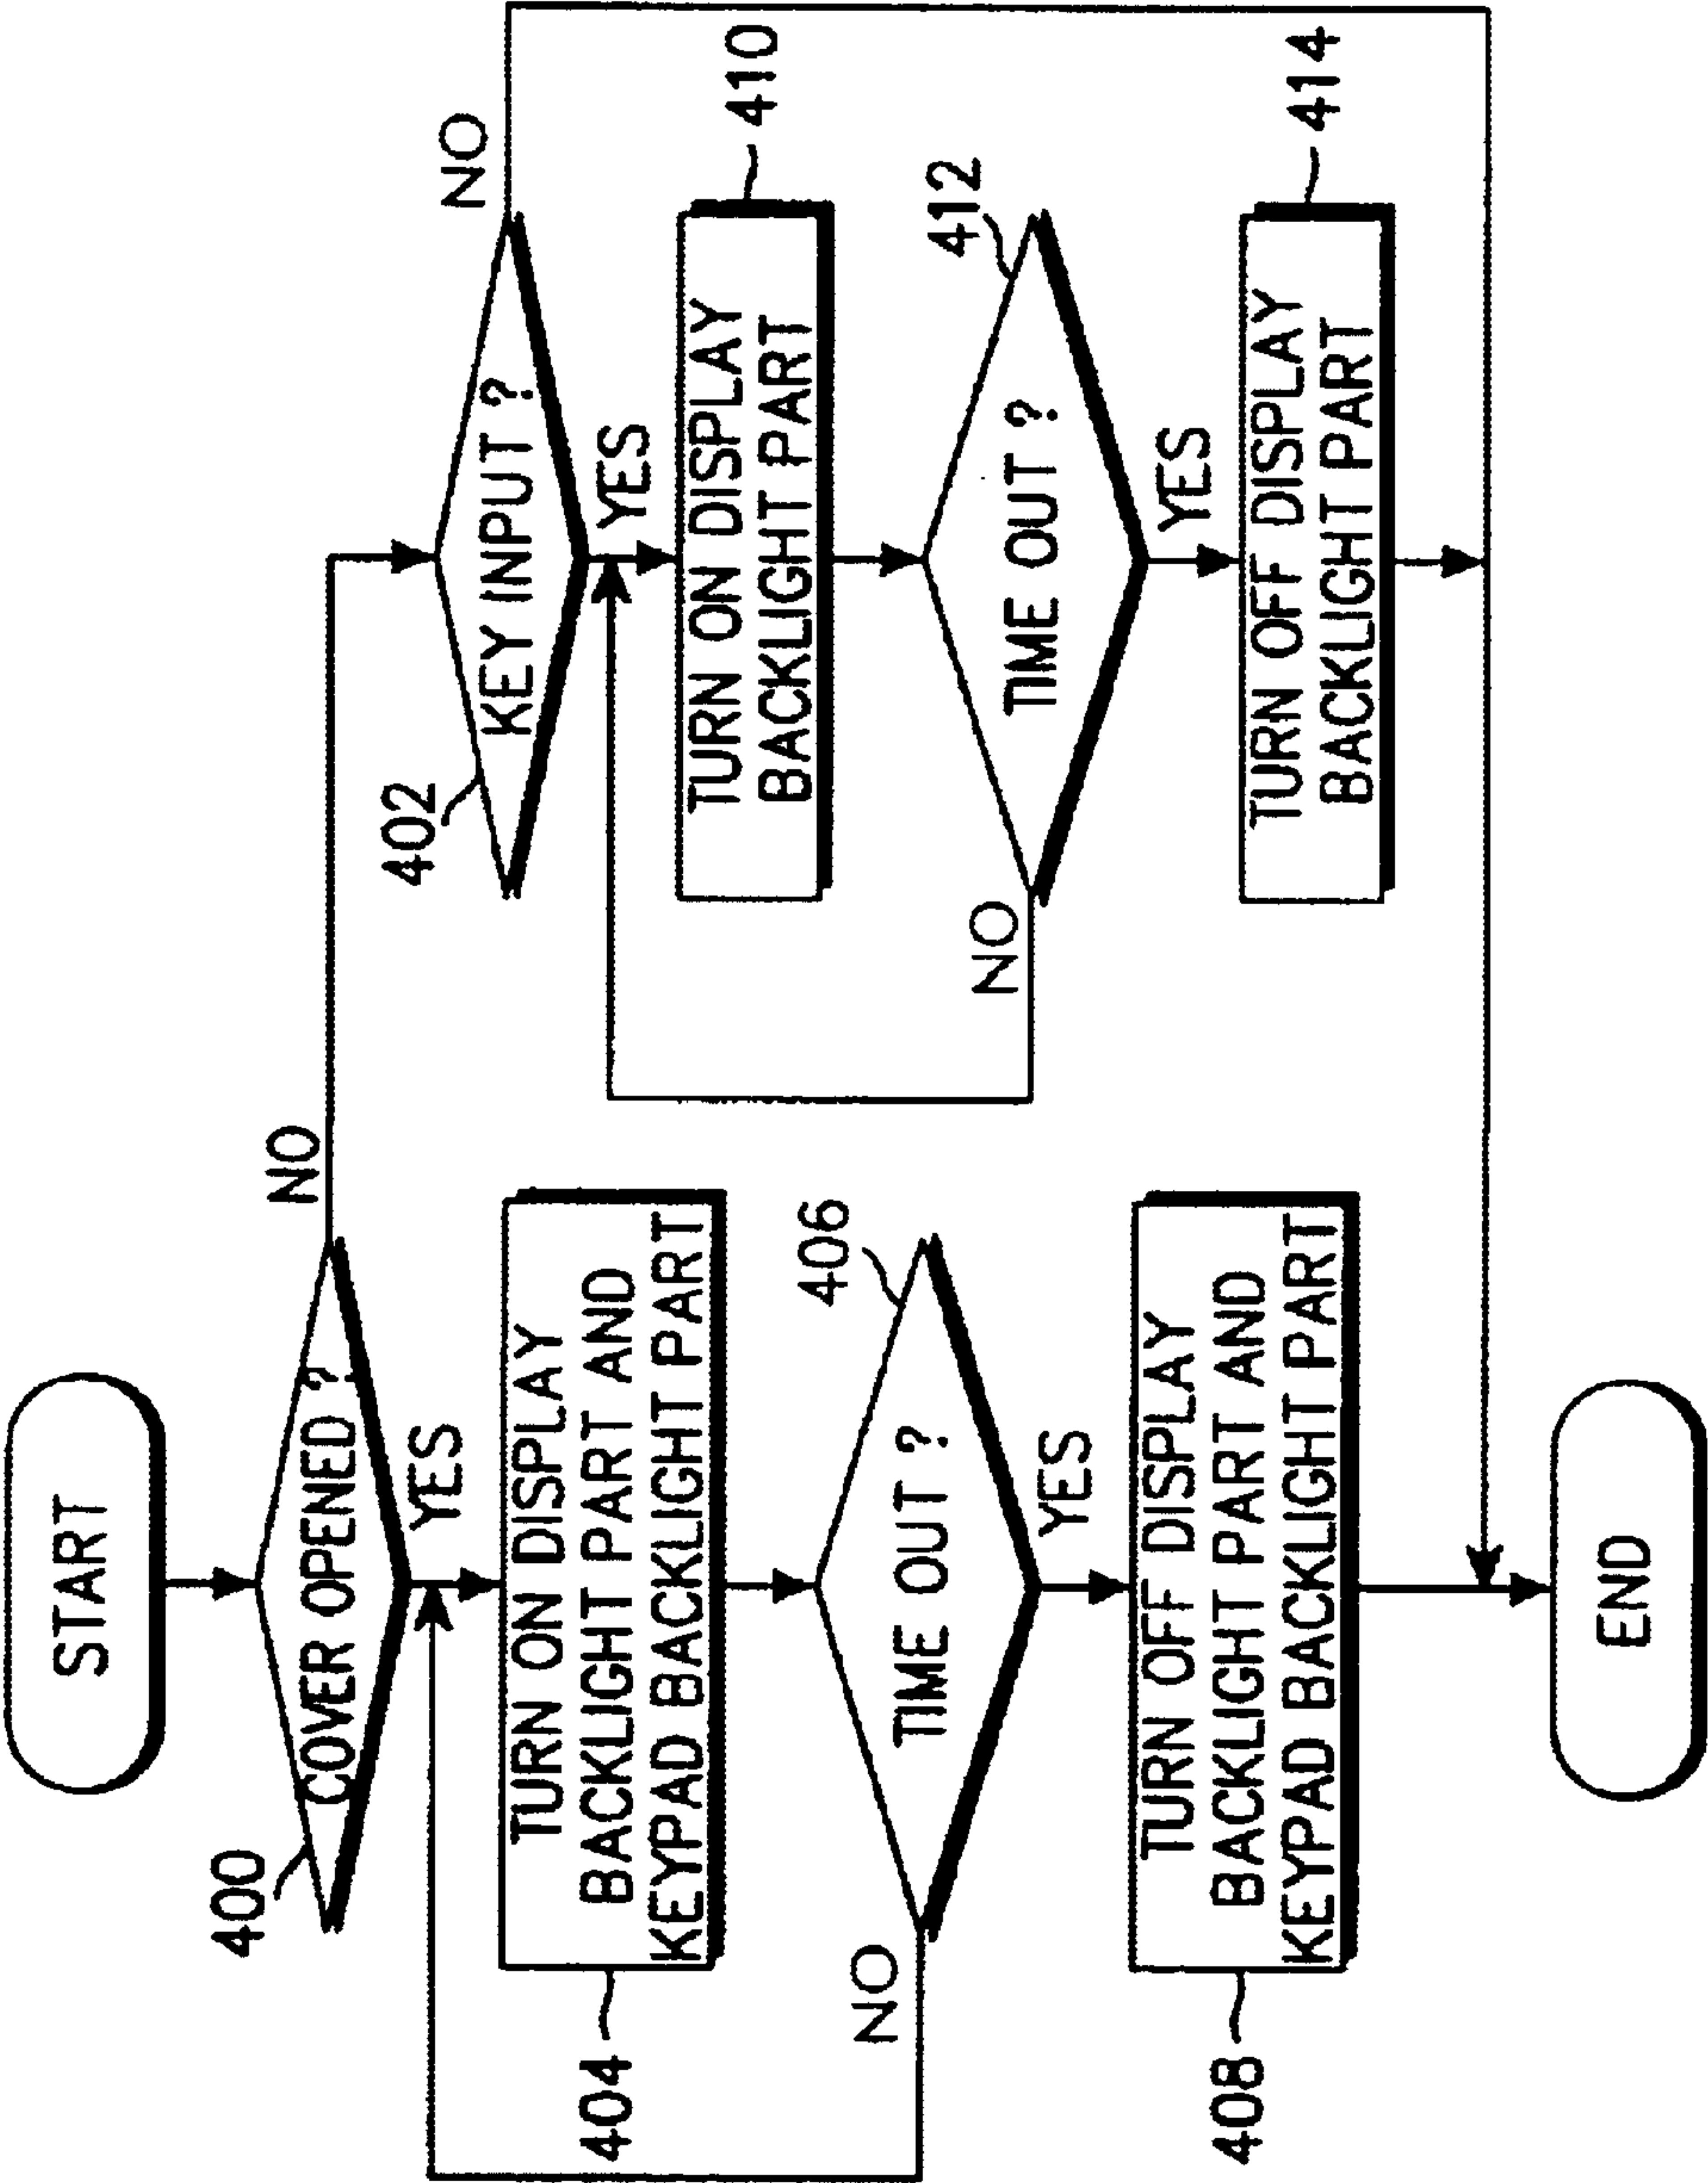 START
400
COVER OPENED ?
NO
YES
404
TURN ON DISPLAY
BACKLIGHT PART AND
KEYPAD BACKLIGHT PART
406
TIME OUT ?
NO
YES
408
TURN OFF DISPLAY
BACKLIGHT PART AND
KEYPAD BACKLIGHT PART
END
402
KEY INPUT ?
NO
YES
TURN ON DISPLAY
BACKLIGHT PART
410
412
TIME OUT ?
NO
YES
TURN OFF DISPLAY
BACKLIGHT PART
414